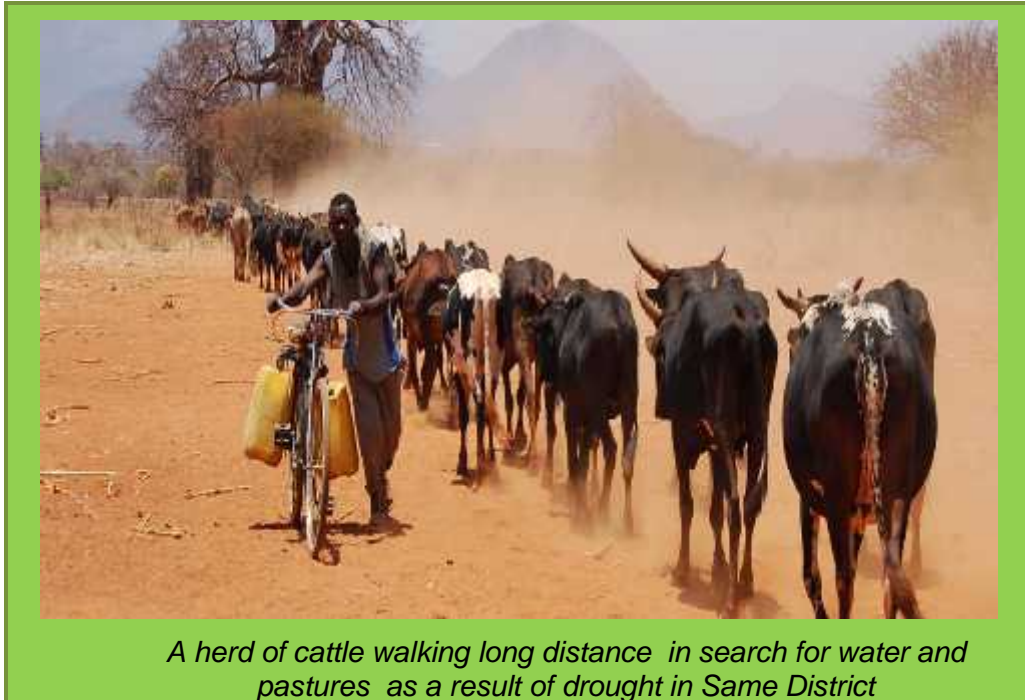 A herd of cattle walking long distance in search for water and
pastures as a result of drought in Same District